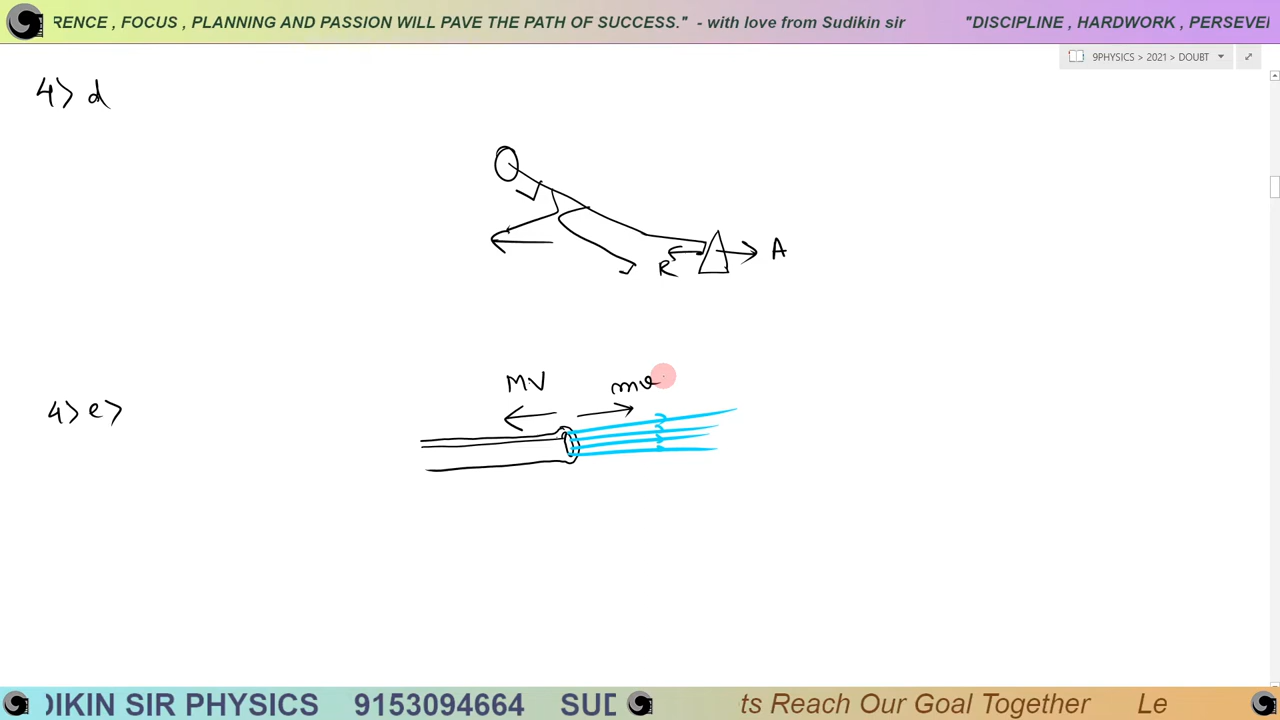 RENCE , FOCUS , PLANNING AND PASSION WILL PAVE THE PATH OF SUCCESS." - with love from Sudikin sir "DISCIPLINE , HARDWORK , PERSEVE
9PHYSICS > 2021 > DOUBT
4> d
R A
MV mv
4> e>
DIKIN SIR PHYSICS 9153094664 SUD ts Reach Our Goal Together Le